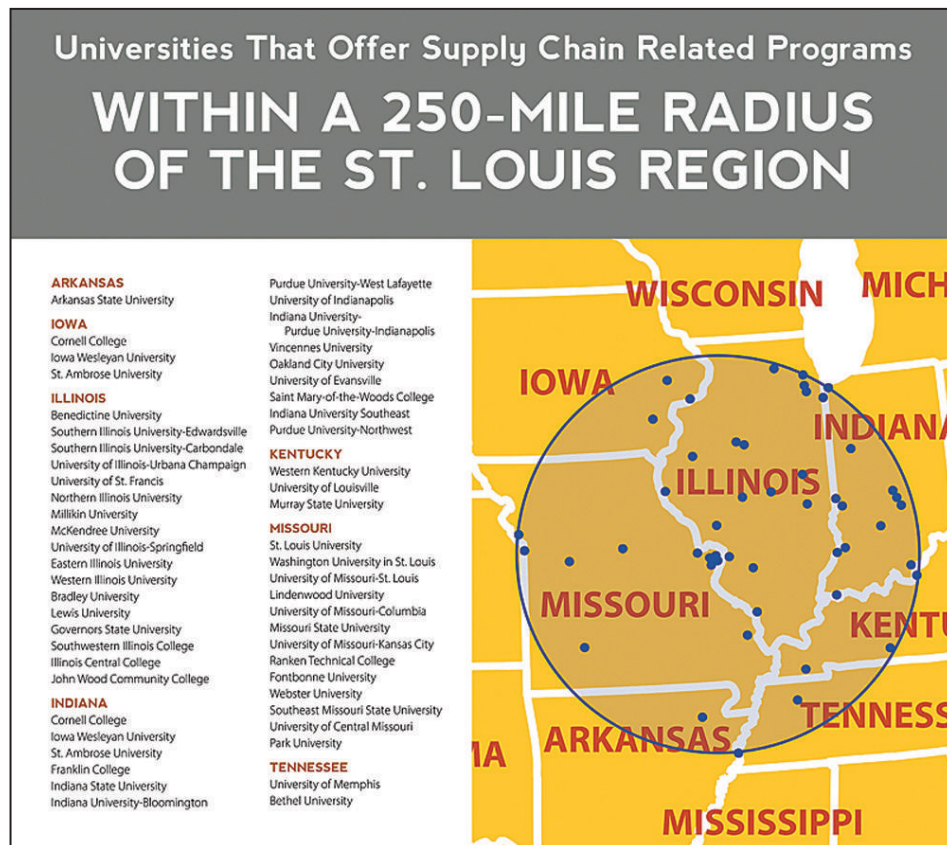 Universities That Offer Supply Chain Related Programs
WITHIN A 250-MILE RADIUS
OF THE ST. LOUIS REGION
ARKANSAS
Arkansas State University
IOWA
Cornell College
Iowa Wesleyan University
St. Ambrose University
ILLINOIS
Benedictine University
Southern Illinois University-Edwardsville
Southern Illinois University-Carbondale
University of Illinois-Urbana Champaign
University of St. Francis
Northern Illinois University
Millikin University
McKendree University
University of Illinois-Springfield
Eastern Illinois University
Western Illinois University
Bradley University
Lewis University
Governors State University
Southwestern Illinois College
Illinois Central College
John Wood Community College
INDIANA
Cornell College
Iowa Wesleyan University
St. Ambrose University
Franklin College
Indiana State University
Indiana University-Bloomington
Purdue University-West Lafayette
University of Indianapolis
Indiana University-
Purdue University-Indianapolis
Vincennes University
Oakland City University
University of Evansville
Saint Mary-of-the-Woods College
Indiana University Southeast
Purdue University-Northwest
KENTUCKY
Western Kentucky University
University of Louisville
Murray State University
MISSOURI
St. Louis University
Washington University in St. Louis
University of Missouri-St. Louis
Lindenwood University
University of Missouri-Columbia
Missouri State University
University of Missouri-Kansas City
Ranken Technical College
Fontbonne University
Webster University
Southeast Missouri State University
University of Central Missouri
Park University
TENNESSEE
University of Memphis
Bethel University
WISCONSIN
MICH
IOWA
INDIANA
ILLINOIS
MISSOURI
KENTU
TENNESS
MA
ARKANSAS
MISSISSIPPI